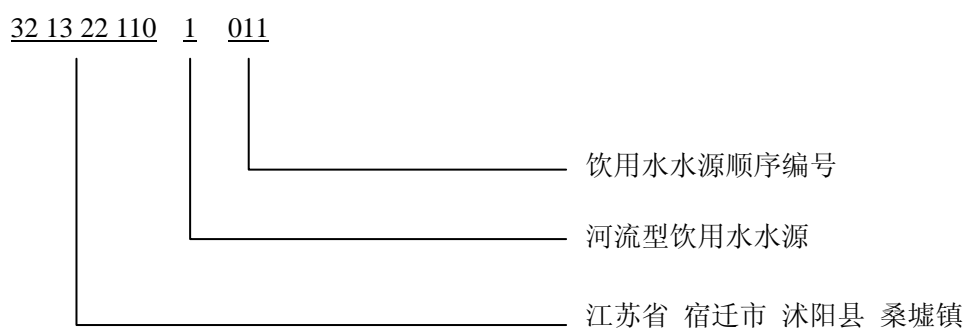 32 13 22 110 1 011
饮用水水源顺序编号
河流型饮用水水源
江苏省 宿迁市 沭阳县 桑墟镇